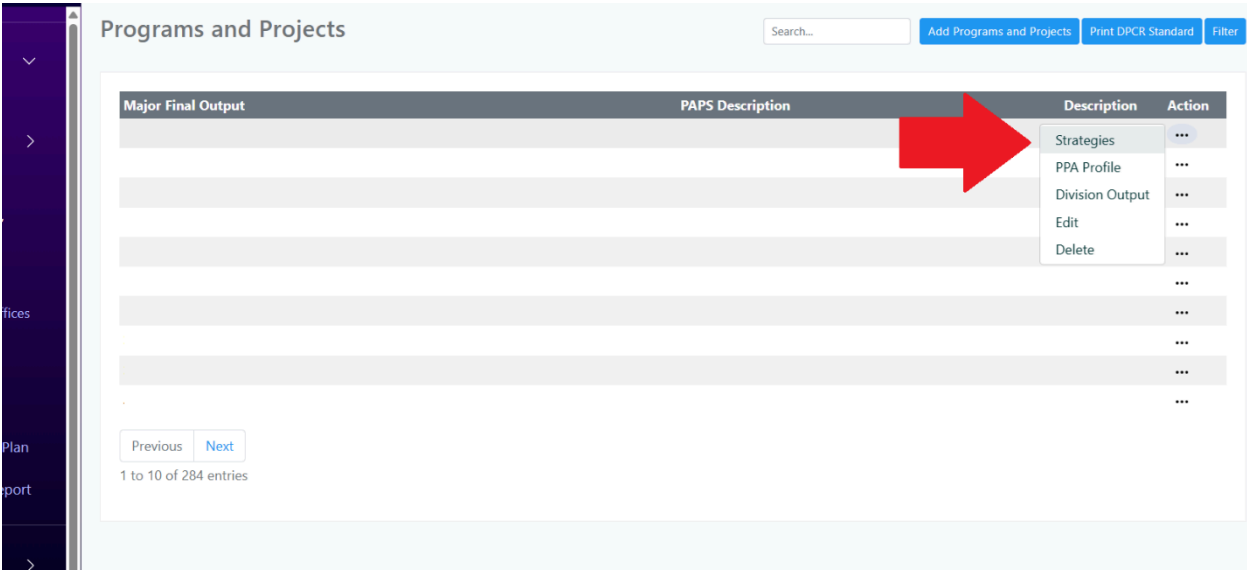 Programs and Projects
Search...
Add Programs and Projects
Print DPCR Standard
Filter
Major Final Output
PAPS Description
Description
Action
Strategies
PPA Profile
Division Output
Edit
Delete
ffices
Plan
eport
Previous
Next
1 to 10 of 284 entries